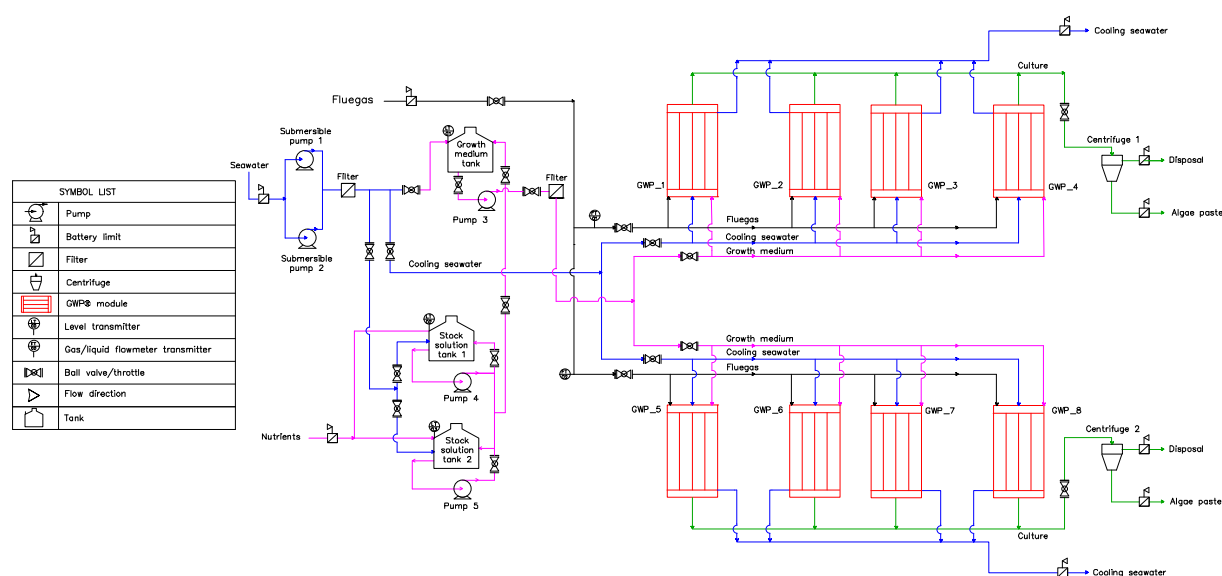 SYMBOL LIST
Pump
Battery limit
Filter
Centrifuge
GWP® module
Level transmitter
Gas/liquid flowmeter transmitter
Ball valve/throttle
Flow direction
Tank
Fluegas
Seawater
Submersible
pump 1
Submersible
pump 2
Filter
Growth
medium
tank
Pump 3
Filter
Cooling seawater
Stock
solution
tank 1
Pump 4
Nutrients
Stock
solution
tank 2
Pump 5
Cooling seawater
Culture
GWP_1
GWP_2
GWP_3
GWP_4
Centrifuge 1
Disposal
Algae paste
Fluegas
Cooling seawater
Growth medium
Growth medium
Cooling seawater
Fluegas
GWP_5
GWP_6
GWP_7
GWP_8
Centrifuge 2
Disposal
Algae paste
Culture
Cooling seawater